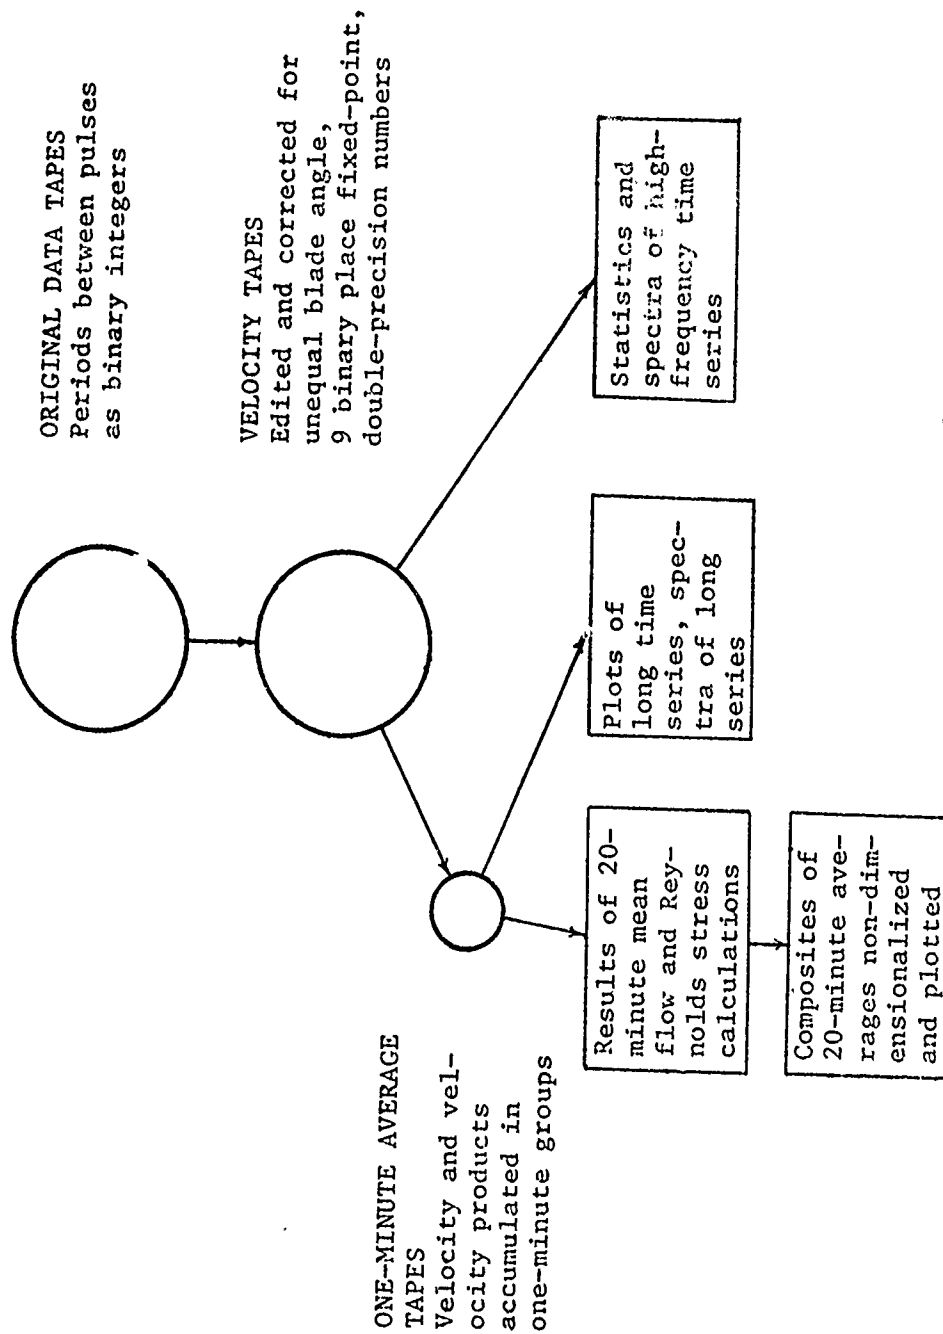 ORIGINAL DATA TAPES
Periods between pulses
as binary integers
VELOCITY TAPES
Edited and corrected for
unequal blade angle,
9 binary place fixed-point,
double-precision numbers
ONE-MINUTE AVERAGE
TAPES
Velocity and vel-
ocity products
accumulated in
one-minute groups
Results of 20-
minute mean
flow and Rey-
nolds stress
calculations
Plots of
long time
series, spec-
tra of long
series
Statistics and
spectra of high-
frequency time
series
Composites of
20-minute ave-
rages non-dim-
ensionalized
and plotted